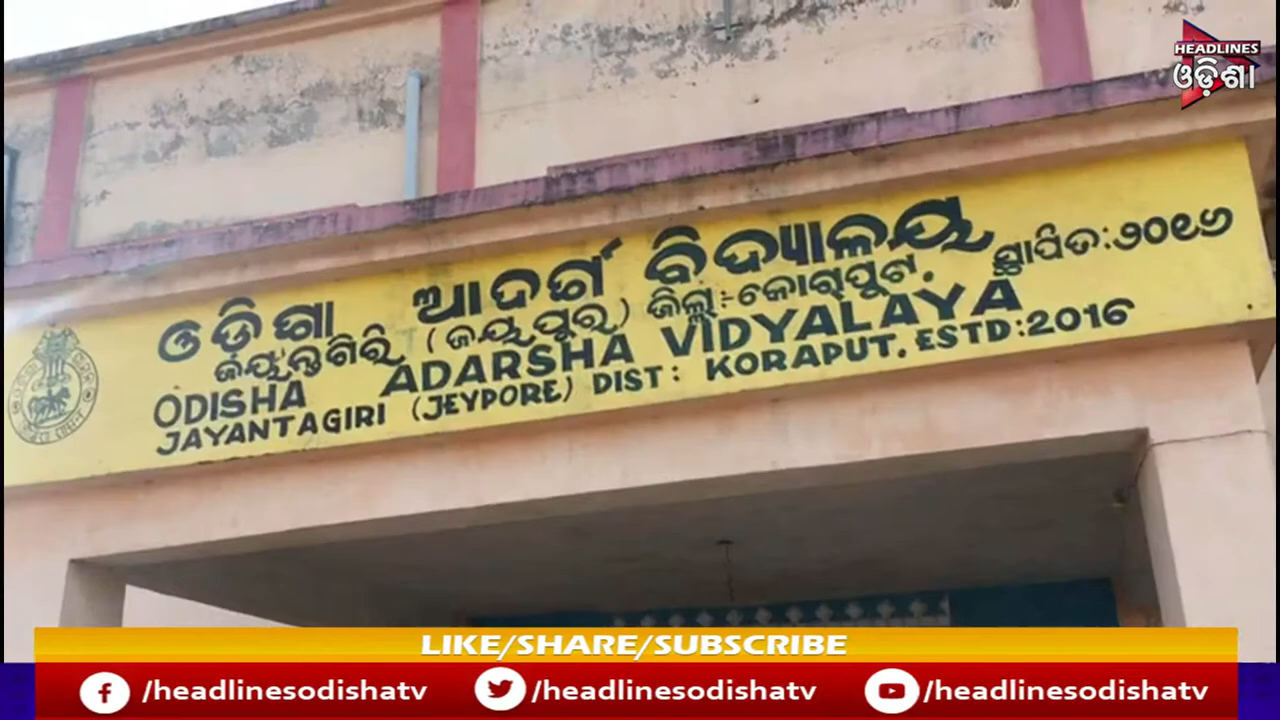 HEADLINES
ଓଡ଼ିଶା
ଓଡ଼ିଶା ଆଦର୍ଶ ବିଦ୍ୟାଳୟ
ଜୟନ୍ତଗିରି (ଜୟପୁର) ଜିଲ୍ଲା:-କୋରାପୁଟ. ସ୍ଥାପିତ:୨୦୧୬
ODISHA ADARSHA VIDYALAYA
JAYANTAGIRI (JEYPORE) DIST: KORAPUT. ESTD:2016
LIKE/SHARE/SUBSCRIBE
/headlinesodishatv /headlinesodishatv /headlinesodishatv